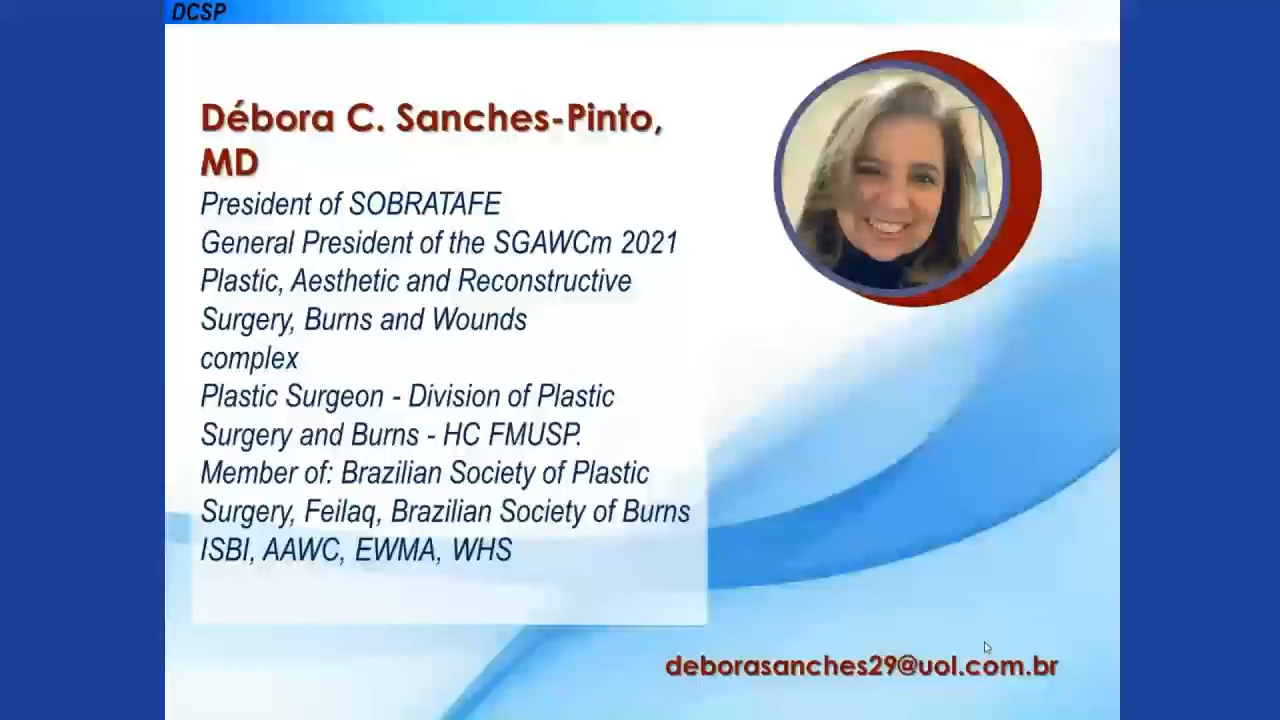 DCSP
Débora C. Sanches-Pinto,
MD
President of SOBRATAFE
General President of the SGAWCm 2021
Plastic, Aesthetic and Reconstructive
Surgery, Burns and Wounds
complex
Plastic Surgeon - Division of Plastic
Surgery and Burns - HC FMUSP.
Member of: Brazilian Society of Plastic
Surgery, Feilaq, Brazilian Society of Burns
ISBI, AAWC, EWMA, WHS
deborasanches29@uol.com.br